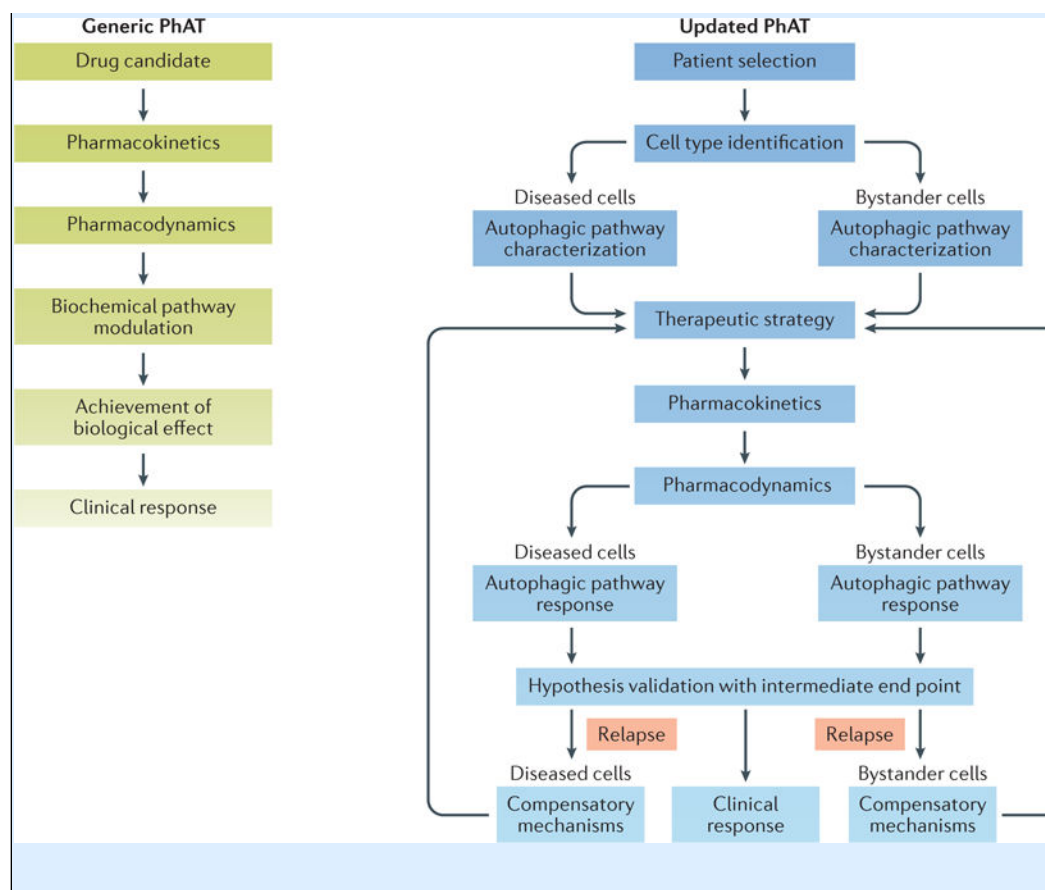 Generic PhAT
Drug candidate
Pharmacokinetics
Pharmacodynamics
Biochemical pathway
modulation
Achievement of
biological effect
Clinical response
Updated PhAT
Patient selection
Cell type identification
Diseased cells
Autophagic pathway
characterization
Bystander cells
Autophagic pathway
characterization
Therapeutic strategy
Pharmacokinetics
Pharmacodynamics
Diseased cells
Autophagic pathway
response
Bystander cells
Autophagic pathway
response
Hypothesis validation with intermediate end point
Relapse
Relapse
Diseased cells
Compensatory
mechanisms
Clinical
response
Bystander cells
Compensatory
mechanisms